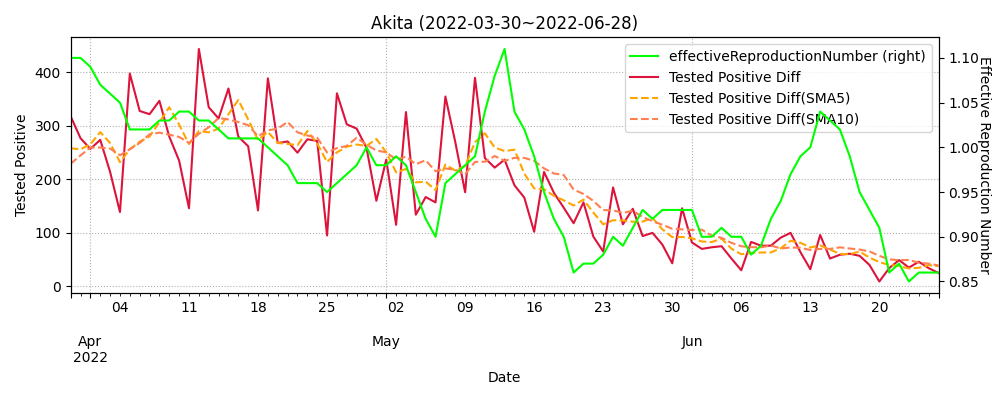 Akita (2022-03-30~2022-06-28)
effectiveReproductionNumber (right)
Tested Positive Diff
Tested Positive Diff(SMA5)
Tested Positive Diff(SMA10)
Tested Positive
400
300
200
100
0
1.10
1.05
1.00
0.95
0.90
0.85
Effective Reproduction Number
04 11 18 25 02 09 16 23 30 06 13 20
Apr May Jun
2022
Date